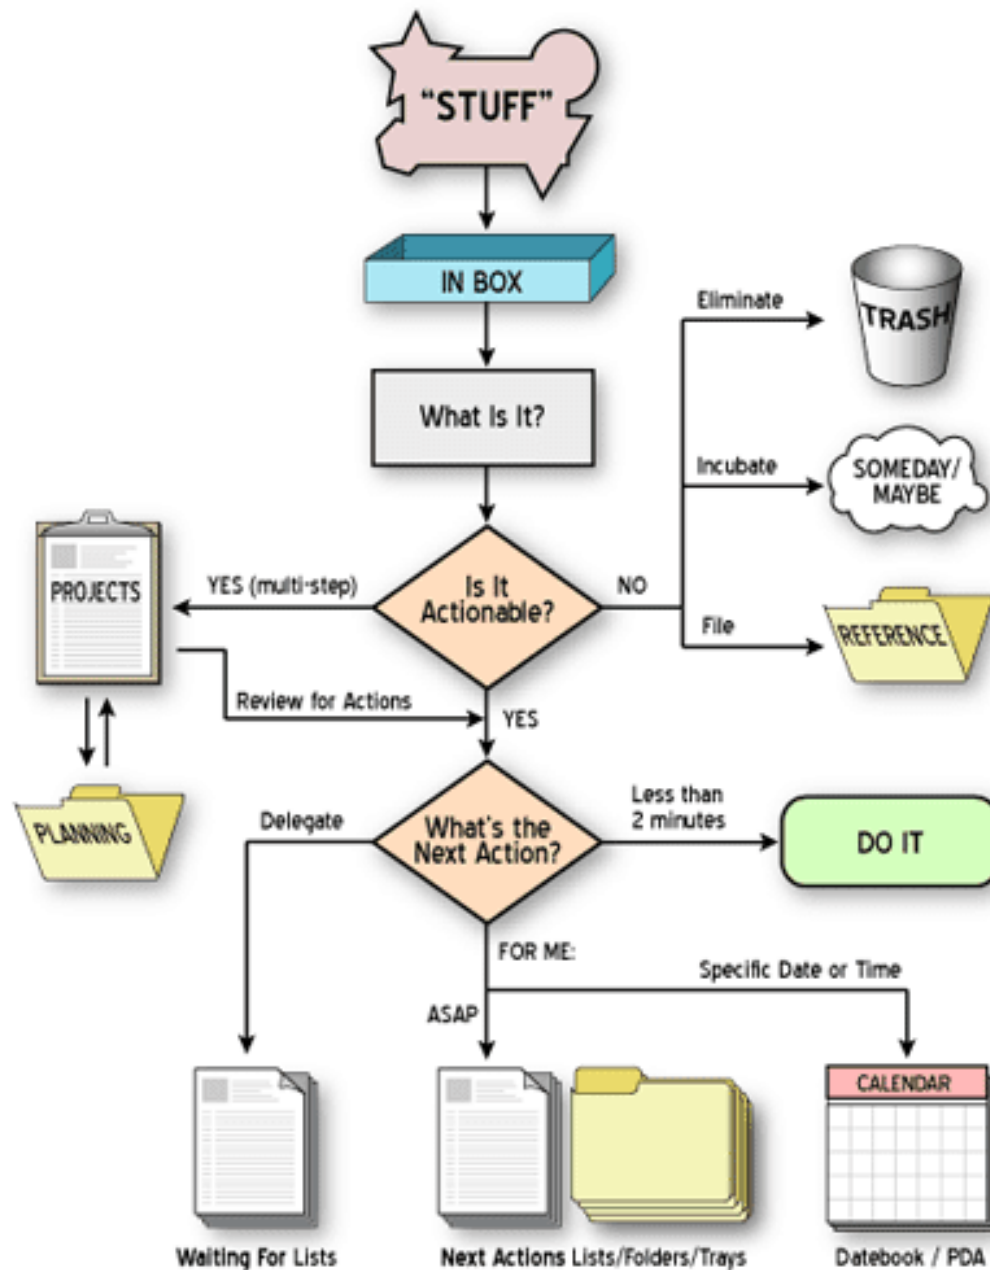 “STUFF”
IN BOX
What Is It?
Eliminate
TRASH
Incubate
SOMEDAY/
MAYBE
Is It
Actionable?
YES (multi-step)
NO
File
REFERENCE
PROJECTS
Review for Actions
YES
PLANNING
Delegate
What's the
Next Action?
Less than
2 minutes
DO IT
FOR ME:
Specific Date or Time
ASAP
CALENDAR
Waiting For Lists
Next Actions Lists/Folders/Trays
Datebook / PDA